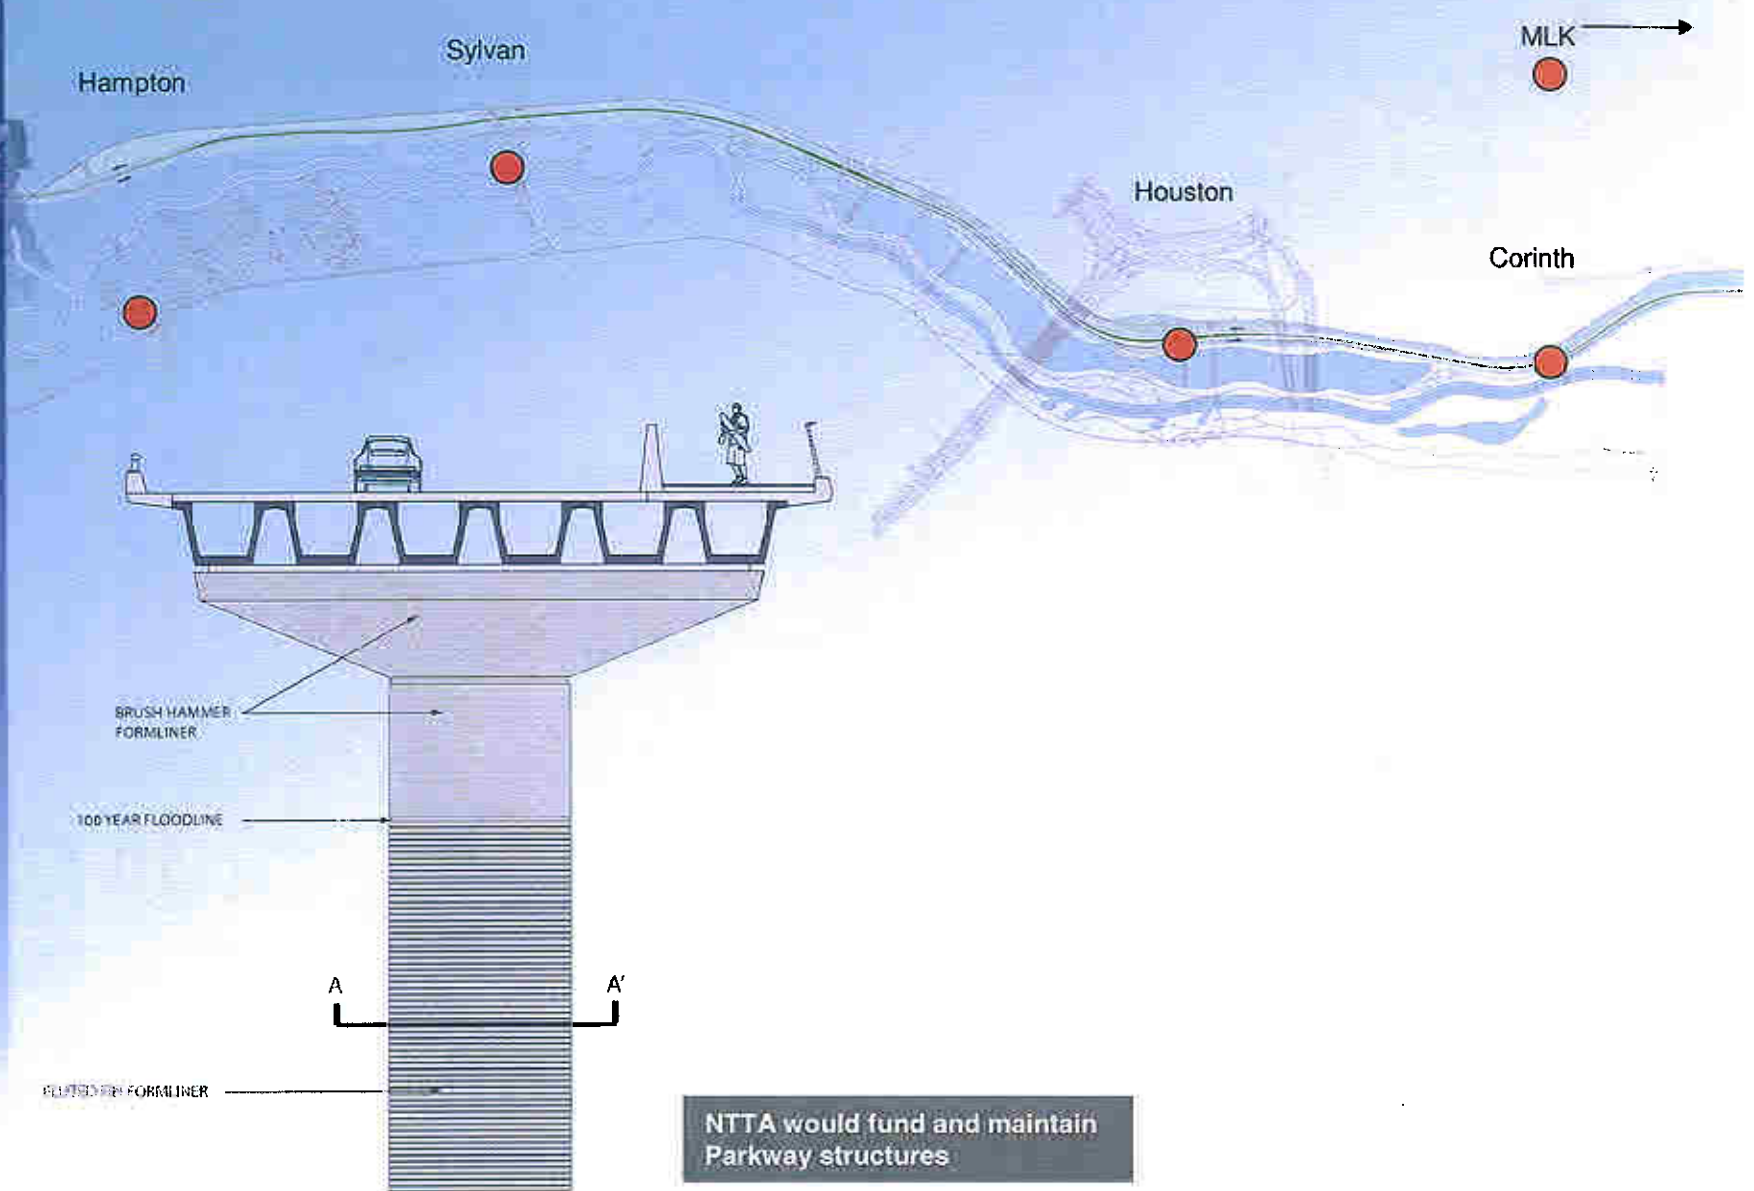 MLK
Sylvan
Hampton
Houston
Corinth
BRUSH HAMMER
FORMLINER
100 YEAR FLOODLINE
A
A'
FORMLINER
NTTA would fund and maintain
Parkway structures